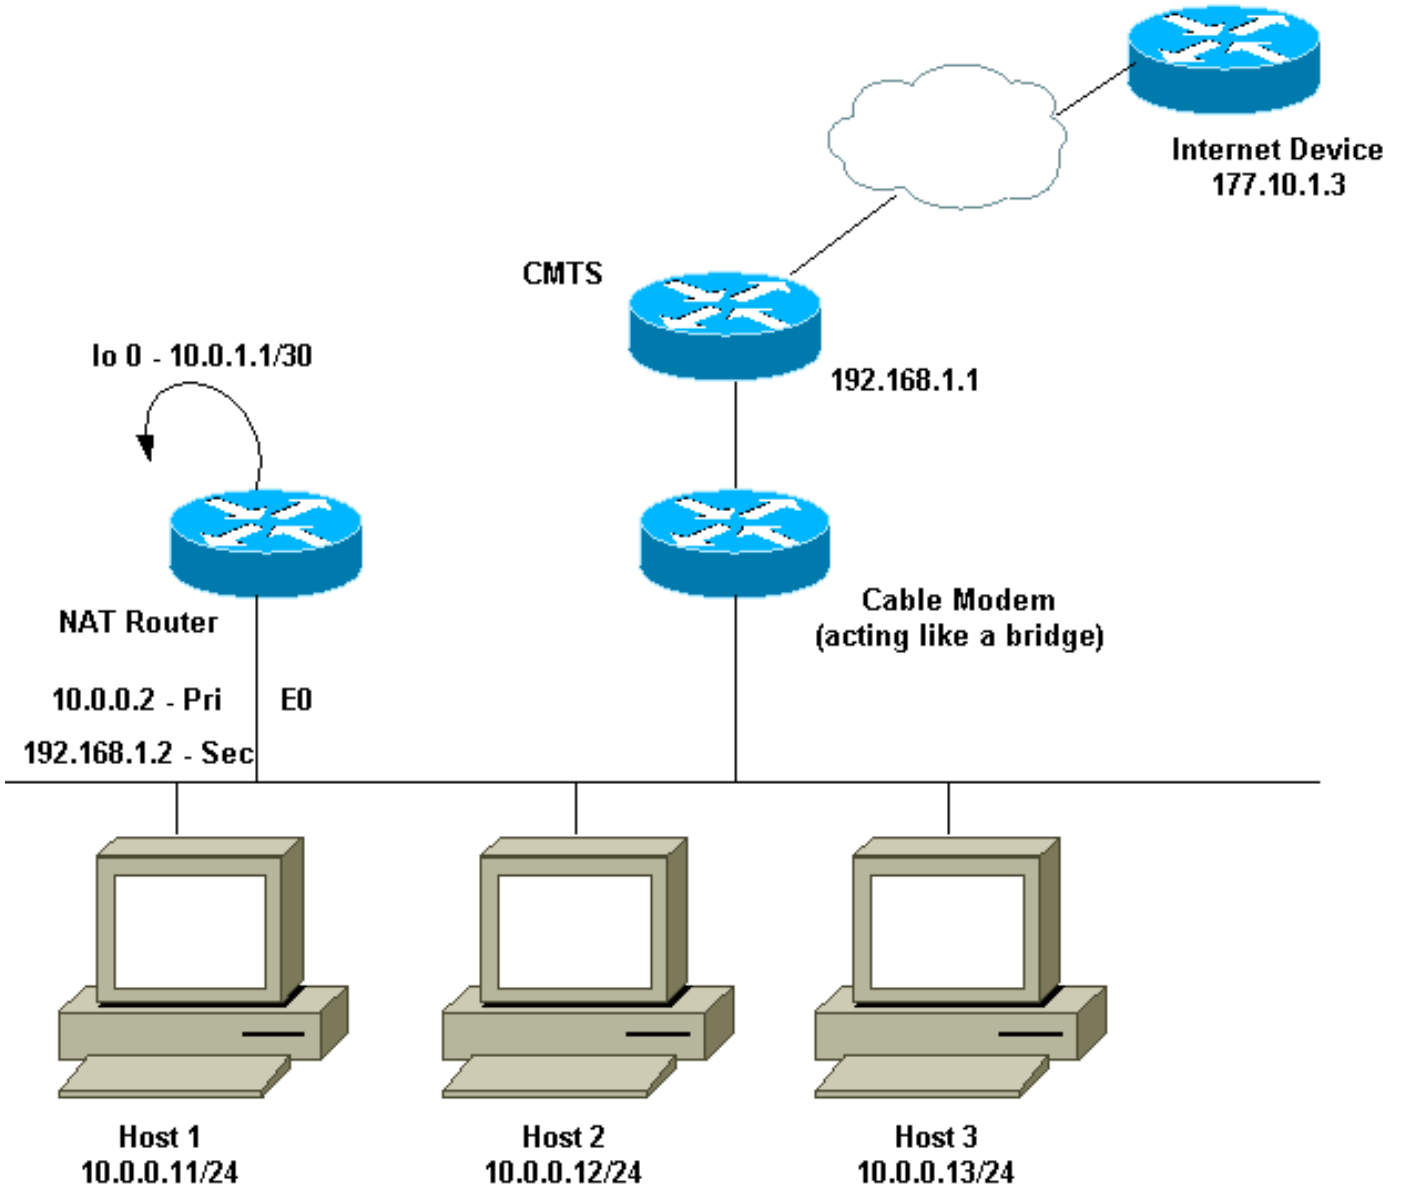 Internet Device
177.10.1.3
CMTS
192.168.1.1
lo 0 - 10.0.1.1/30
NAT Router
Cable Modem
(acting like a bridge)
10.0.0.2 - Pri
E0
192.168.1.2 - Sec
Host 1
10.0.0.11/24
Host 2
10.0.0.12/24
Host 3
10.0.0.13/24